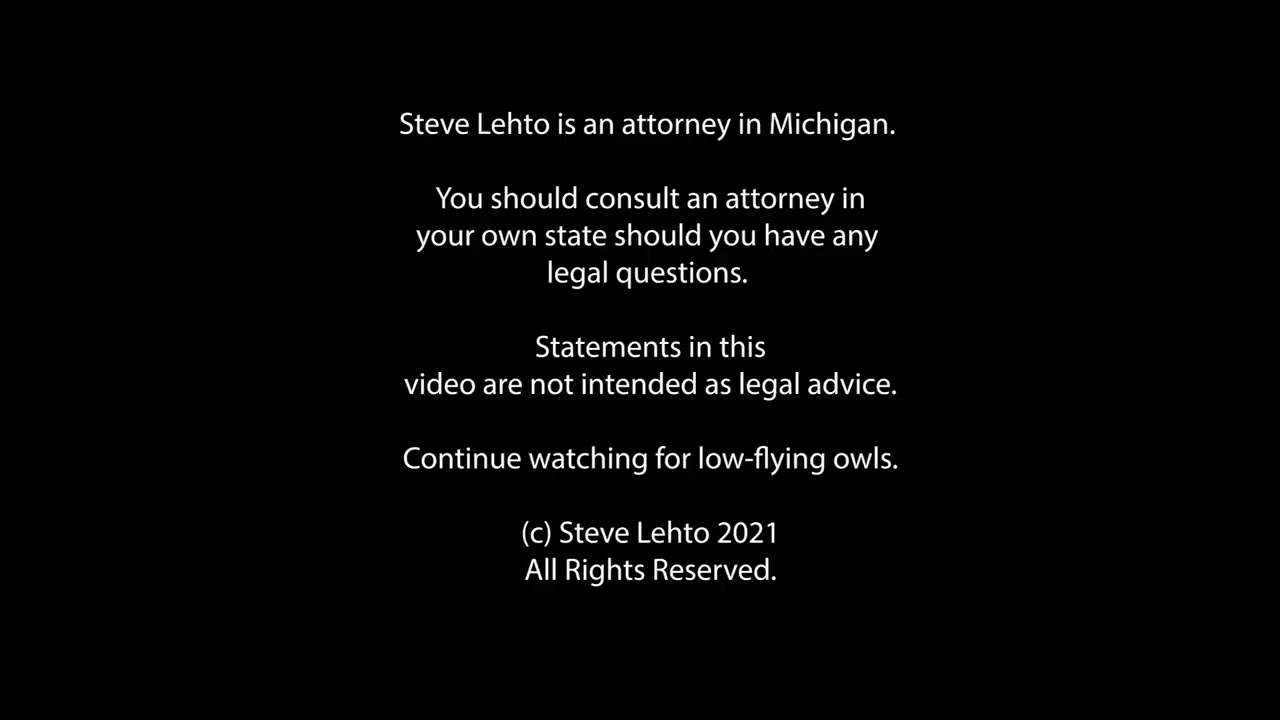 Steve Lehto is an attorney in Michigan.
You should consult an attorney in
your own state should you have any
legal questions.
Statements in this
video are not intended as legal advice.
Continue watching for low-flying owls.
(c) Steve Lehto 2021
All Rights Reserved.